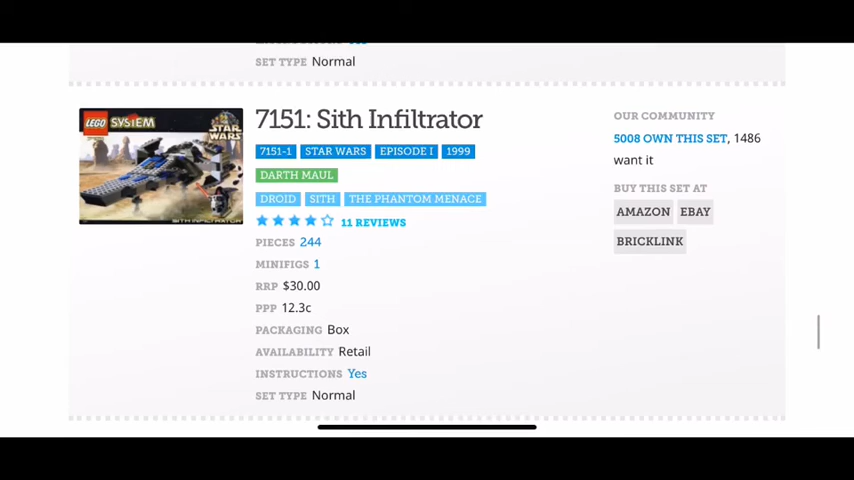 SET TYPE Normal
LEGO SYSTEM
STAR WARS
7151: Sith Infiltrator
7151-1 STAR WARS EPISODE I 1999
DARTH MAUL
DROID SITH THE PHANTOM MENACE
11 REVIEWS
PIECES 244
MINIFIGS 1
RRP $30.00
PPP 12.3c
PACKAGING Box
AVAILABILITY Retail
INSTRUCTIONS Yes
SET TYPE Normal
SITH INFILTRATOR
OUR COMMUNITY
5008 OWN THIS SET, 1486
want it
BUY THIS SET AT
AMAZON EBAY
BRICKLINK